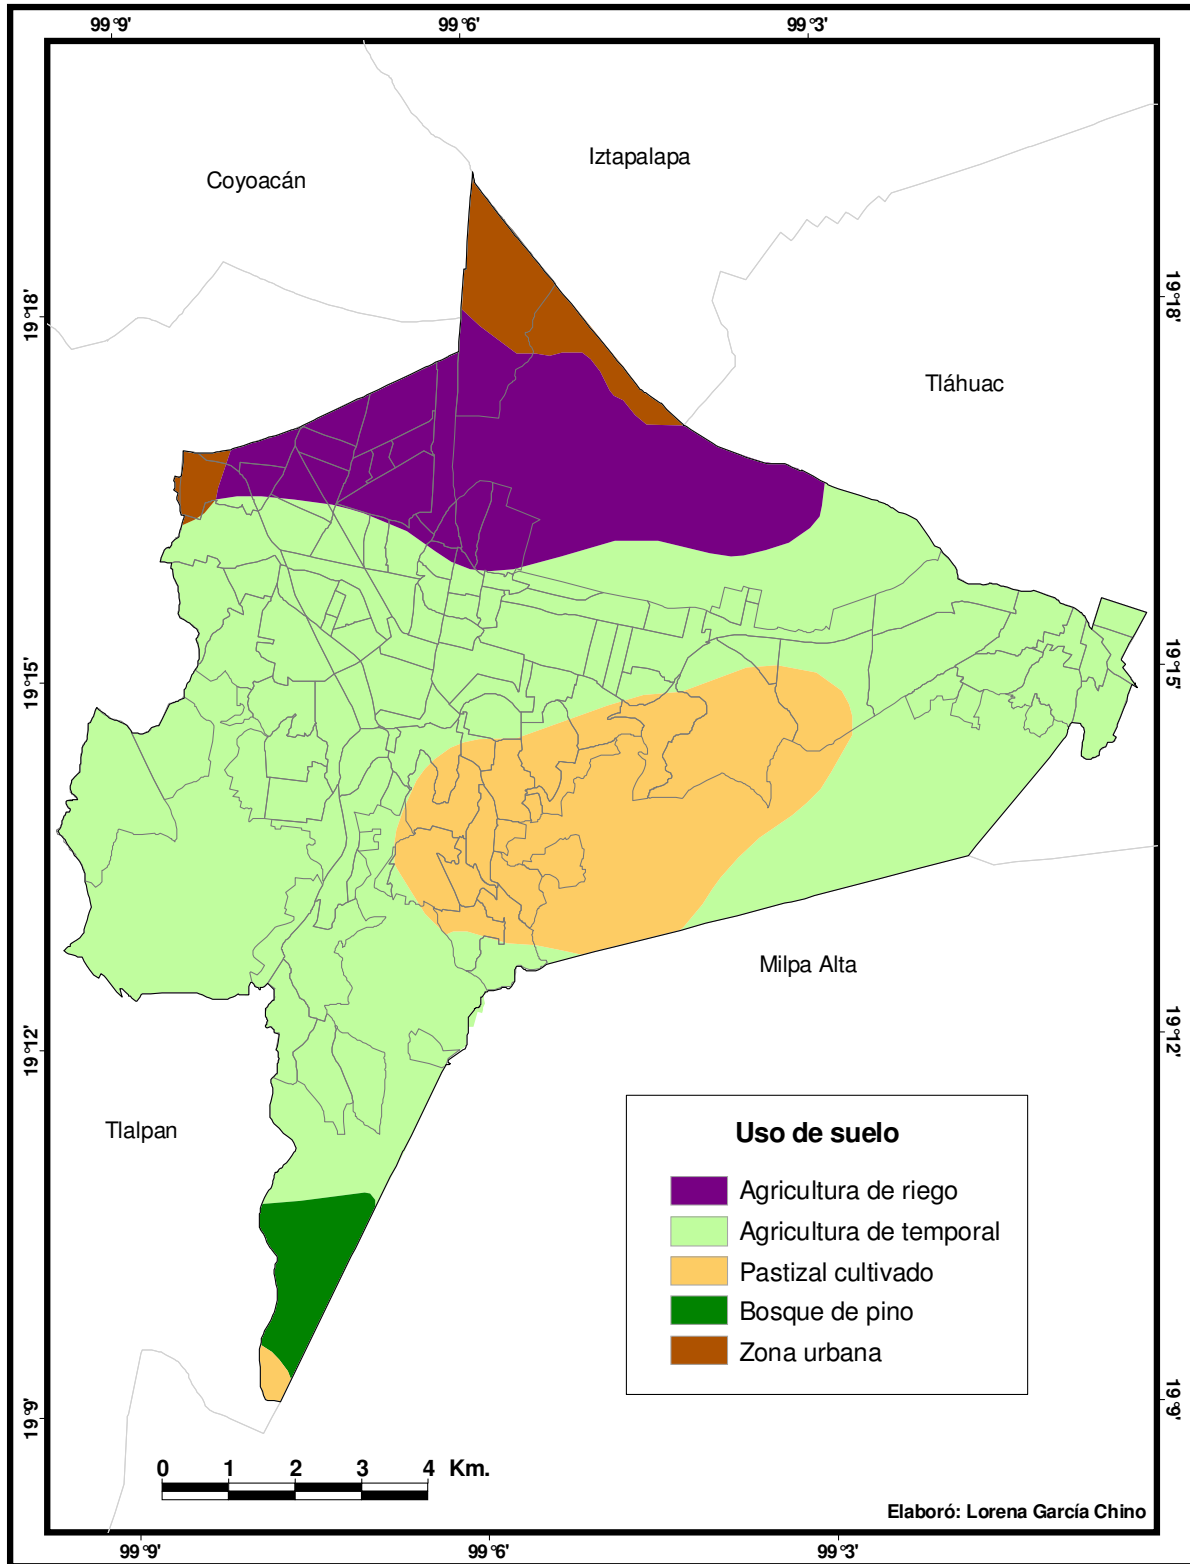 99°9'
99°6'
99°3'
Iztapalapa
Coyoacán
19°18'
19°18'
Tláhuac
19°15'
19°15'
Milpa Alta
19°12'
19°12'
Tlalpan
Uso de suelo
Agricultura de riego
Agricultura de temporal
Pastizal cultivado
Bosque de pino
Zona urbana
19°9'
19°9'
0 1 2 3 4 Km.
Elaboró: Lorena García Chino
99°9'
99°6'
99°3'